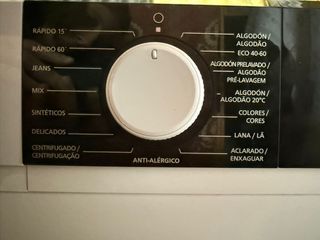 RÁPIDO 15´
RÁPIDO 60´
JEANS
MIX
SINTÉTICOS
DELICADOS
CENTRIFUGADO /
CENTRIFUGAÇÃO
ANTI-ALÉRGICO
ALGODÓN /
ALGODÃO
ECO 40-60
ALGODÓN PRELAVADO /
ALGODÃO
PRÉ-LAVAGEM
ALGODÓN /
ALGODÃO 20°C
COLORES /
CORES
LANA / LÃ
ACLARADO /
ENXAGUAR